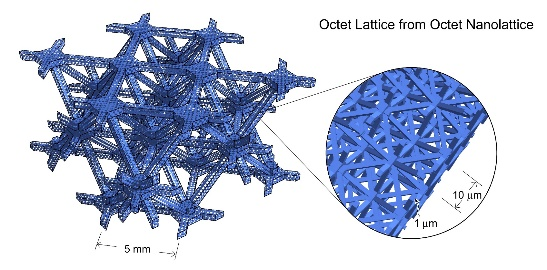 Octet Lattice from Octet Nanolattice
10 μm
1 μm
5 mm